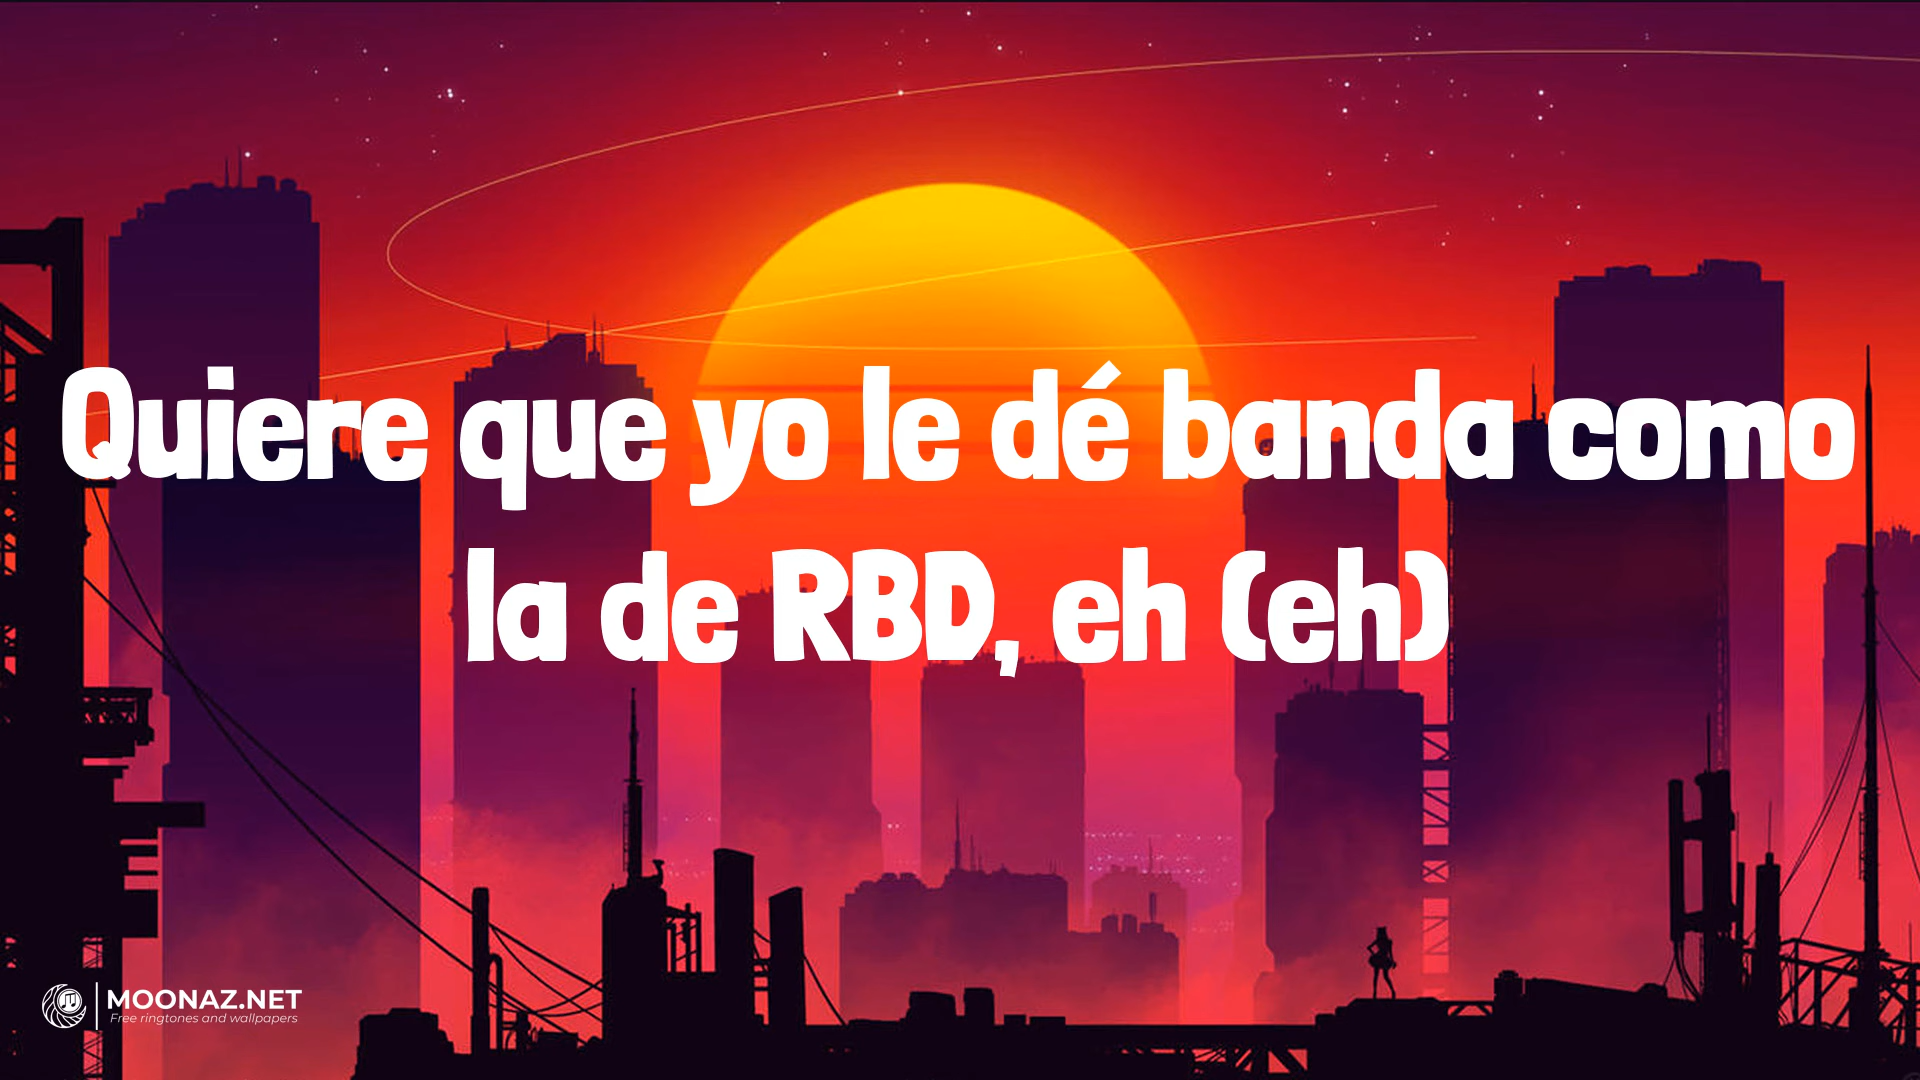 Quiere que yo le dé banda como
la de RBD, eh (eh)
MOONAZ.NET
Free ringtones and wallpapers